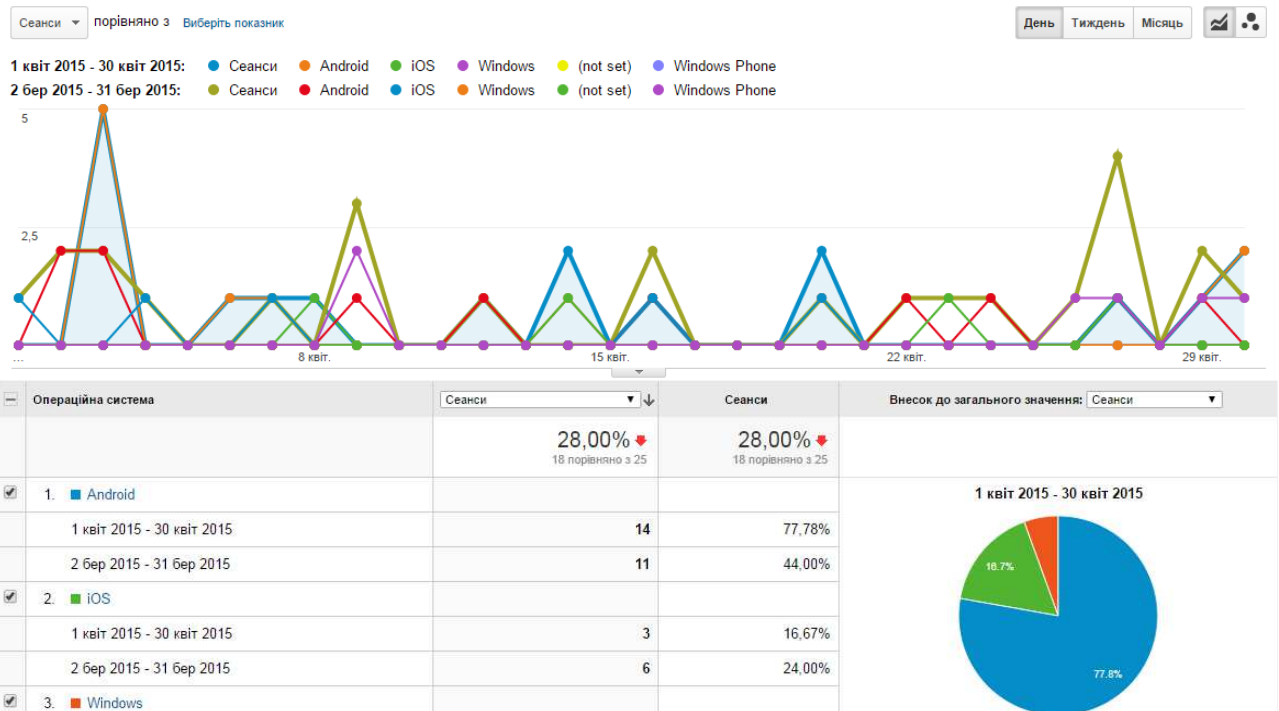 Сеанси порівняно з Виберіть показник День Тиждень Місяць
1 квіт 2015 - 30 квіт 2015: Сеанси Android iOS Windows (not set) Windows Phone
2 бер 2015 - 31 бер 2015: Сеанси Android iOS Windows (not set) Windows Phone
5
2,5
... 8 квіт. 15 квіт. 22 квіт. 29 квіт.
Операційна система Сеанси Сеанси Внесок до загального значення: Сеанси
28,00% 28,00%
18 порівняно з 25 18 порівняно з 25
1. Android 1 квіт 2015 - 30 квіт 2015
1 квіт 2015 - 30 квіт 2015 14 77,78%
2 бер 2015 - 31 бер 2015 11 44,00%
16.7%
2. iOS
1 квіт 2015 - 30 квіт 2015 3 16,67%
2 бер 2015 - 31 бер 2015 6 24,00%
77.8%
3. Windows